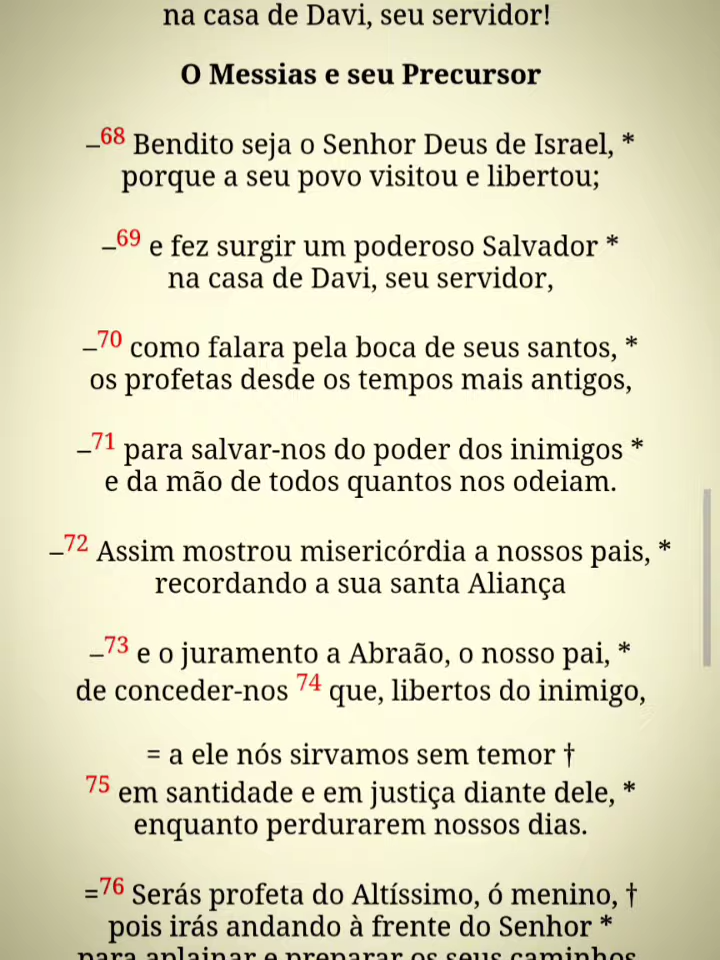 na casa de Davi, seu servidor!
O Messias e seu Precursor
–68 Bendito seja o Senhor Deus de Israel, *
porque a seu povo visitou e libertou;
–69 e fez surgir um poderoso Salvador *
na casa de Davi, seu servidor,
–70 como falara pela boca de seus santos, *
os profetas desde os tempos mais antigos,
–71 para salvar-nos do poder dos inimigos *
e da mão de todos quantos nos odeiam.
–72 Assim mostrou misericórdia a nossos pais, *
recordando a sua santa Aliança
–73 e o juramento a Abraão, o nosso pai, *
de conceder-nos 74 que, libertos do inimigo,
= a ele nós sirvamos sem temor †
75 em santidade e em justiça diante dele, *
enquanto perdurarem nossos dias.
=76 Serás profeta do Altíssimo, ó menino, †
pois irás andando à frente do Senhor *
para aplainar e preparar os seus caminhos,